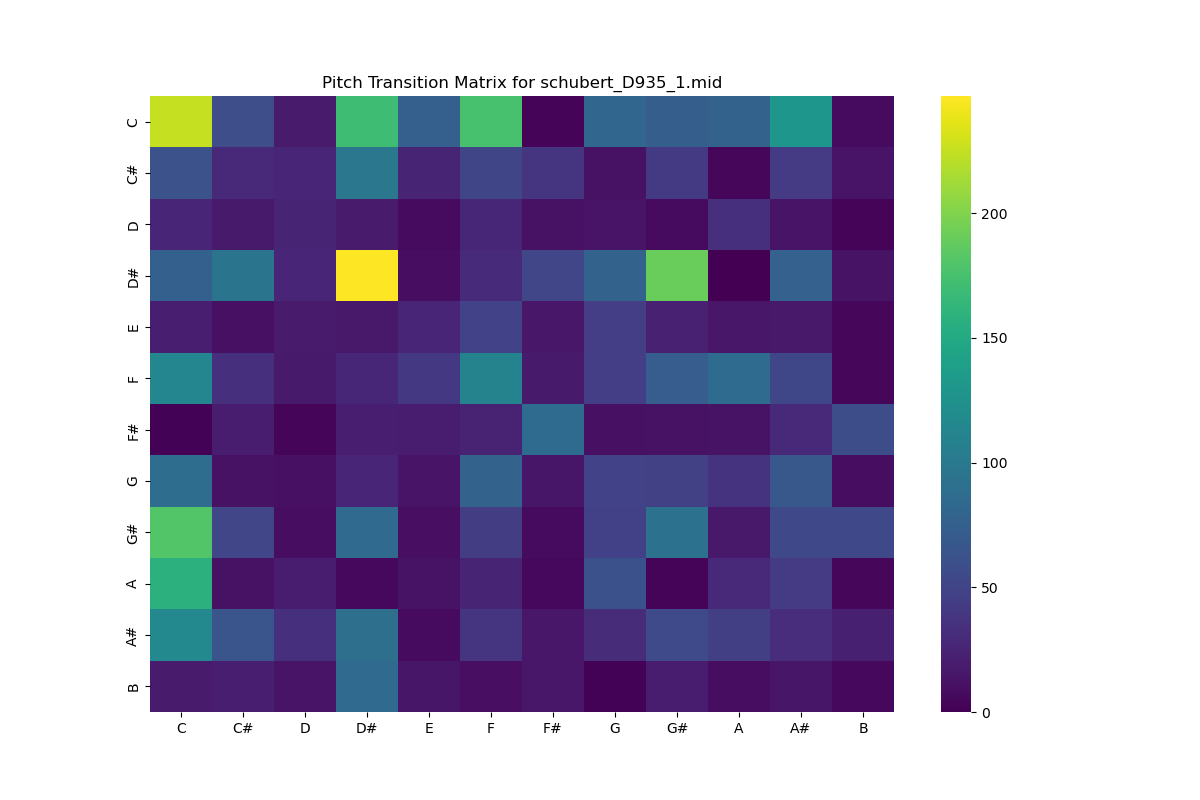 Pitch Transition Matrix for schubert_D935_1.mid
C
C#
D
D#
E
F
F#
G
G#
A
A#
B
C C# D D# E F F# G G# A A# B
200
150
100
50
0